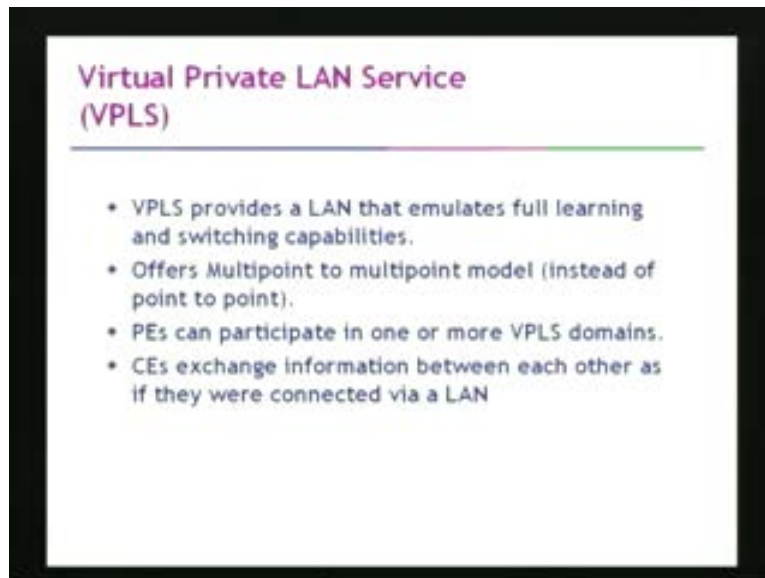 Virtual Private LAN Service
(VPLS)
• VPLS provides a LAN that emulates full learning
and switching capabilities.
• Offers Multipoint to multipoint model (instead of
point to point).
• PEs can participate in one or more VPLS domains.
• CEs exchange information between each other as
if they were connected via a LAN